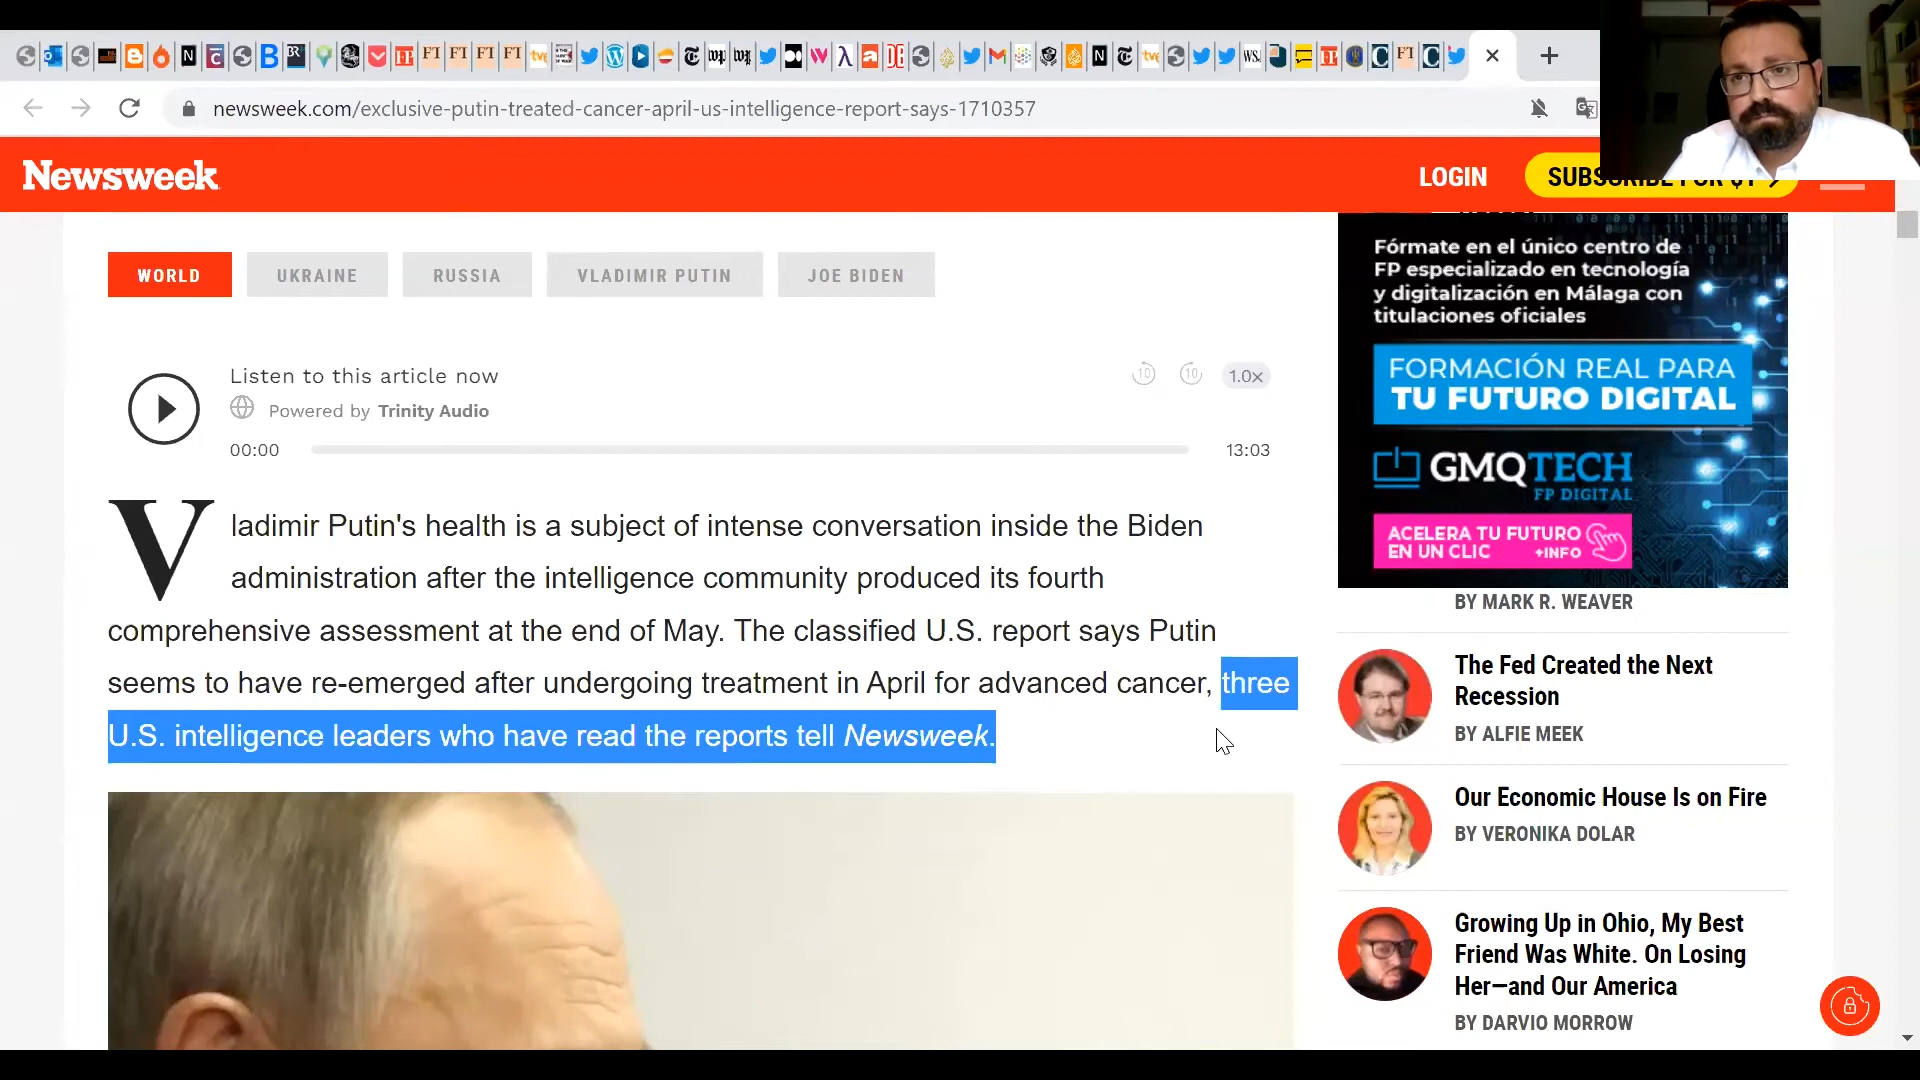 newsweek.com/exclusive-putin-treated-cancer-april-us-intelligence-report-says-1710357
Newsweek
LOGIN
WORLD
UKRAINE
RUSSIA
VLADIMIR PUTIN
JOE BIDEN
Listen to this article now
Powered by Trinity Audio
10
10
1.0x
00:00
13:03
Vladimir Putin's health is a subject of intense conversation inside the Biden
administration after the intelligence community produced its fourth
comprehensive assessment at the end of May. The classified U.S. report says Putin
seems to have re-emerged after undergoing treatment in April for advanced cancer, three
U.S. intelligence leaders who have read the reports tell Newsweek.
Fórmate en el único centro de
FP especializado en tecnología
y digitalización en Málaga con
titulaciones oficiales
FORMACIÓN REAL PARA
TU FUTURO DIGITAL
GMQTECH
FP DIGITAL
ACELERA TU FUTURO
EN UN CLIC +INFO
BY MARK R. WEAVER
The Fed Created the Next
Recession
BY ALFIE MEEK
Our Economic House Is on Fire
BY VERONIKA DOLAR
Growing Up in Ohio, My Best
Friend Was White. On Losing
Her—and Our America
BY DARVIO MORROW